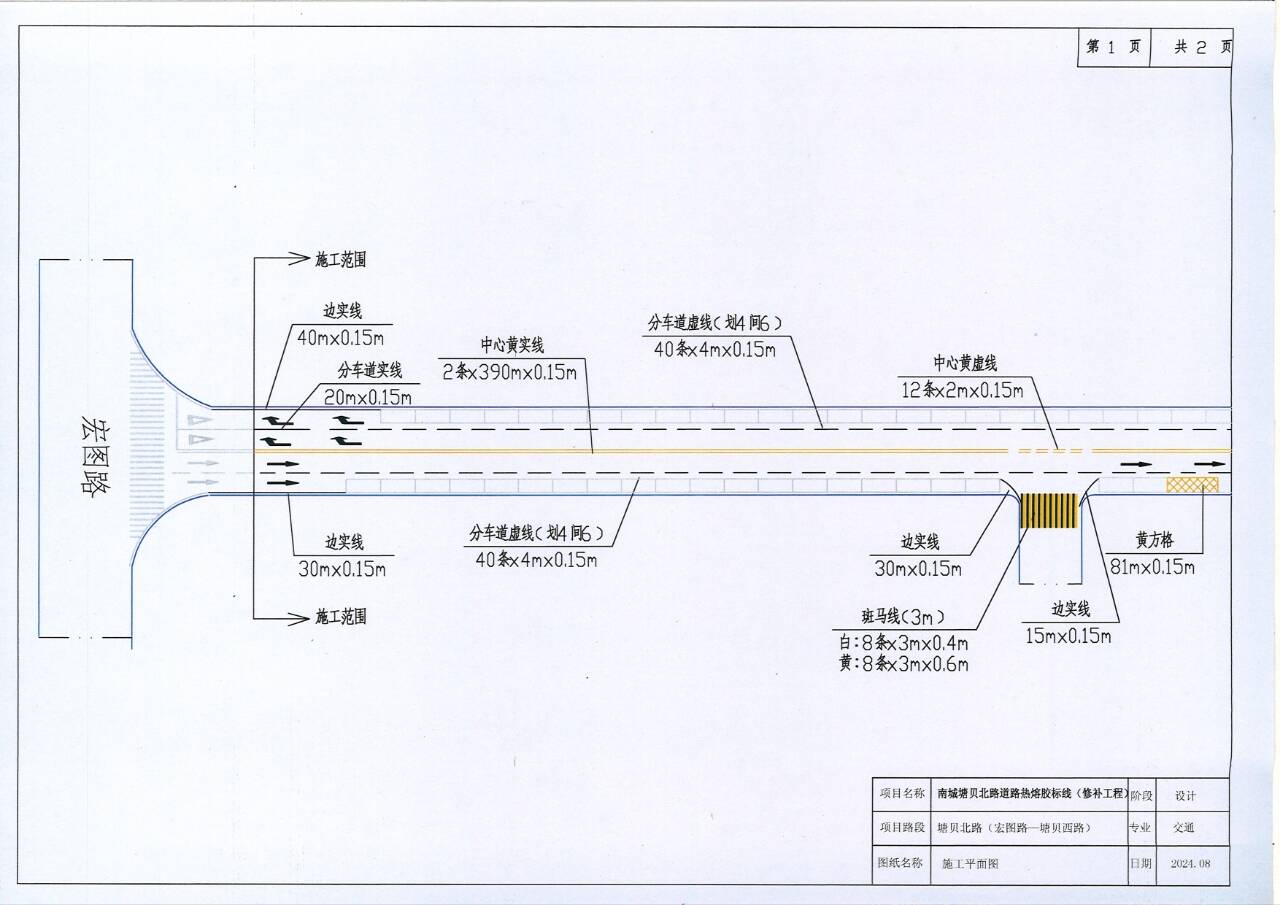 第 1 页
共 2 页
施工范围
边实线
40m×0.15m
分车道实线
20m×0.15m
中心黄实线
2条×390m×0.15m
分车道虚线(划4间6)
40条×4m×0.15m
中心黄虚线
12条×2m×0.15m
宏图路
边实线
30m×0.15m
施工范围
分车道虚线(划4间6)
40条×4m×0.15m
边实线
30m×0.15m
黄方格
81m×0.15m
斑马线(3m)
白:8条×3m×0.4m
黄:8条×3m×0.6m
边实线
15m×0.15m
项目名称 南城塘贝北路道路热熔胶标线（修补工程） 阶段 设计
项目路段 塘贝北路（宏图路—塘贝西路） 专业 交通
图纸名称 施工平面图 日期 2024.08